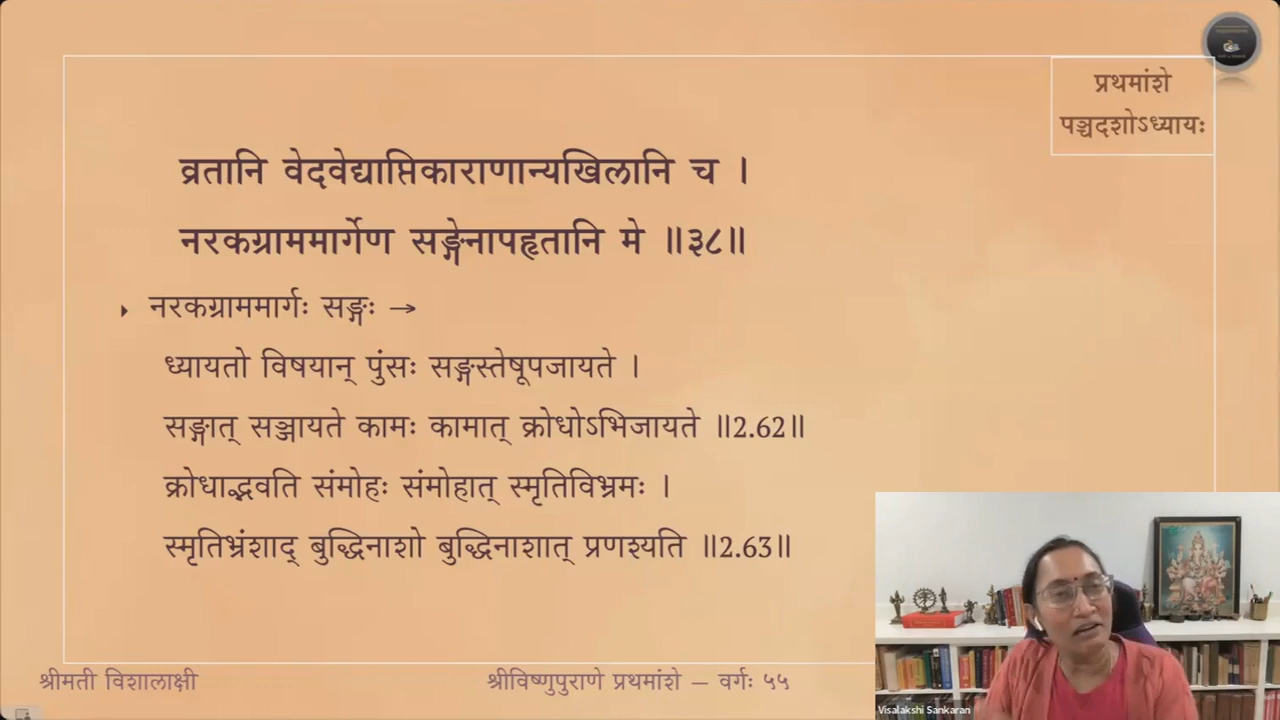 प्रथमांशे
पञ्चदशोऽध्यायः
व्रतानि वेदवेद्याप्तिकाराणान्यखिलानि च ।
नरकग्राममार्गेण सङ्गेनापहृतानि मे ॥३८॥
नरकग्राममार्गः सङ्गः →
ध्यायतो विषयान् पुंसः सङ्गस्तेषूपजायते ।
सङ्गात् सञ्जायते कामः कामात् क्रोधोऽभिजायते ॥2.62॥
क्रोधाद्भवति संमोहः संमोहात् स्मृतिविभ्रमः ।
स्मृतिभ्रंशाद् बुद्धिनाशो बुद्धिनाशात् प्रणश्यति ॥2.63॥
श्रीमती विशालाक्षी
श्रीविष्णुपुराणे प्रथमांशे – वर्गः ५५
Visalakshi Sankaran